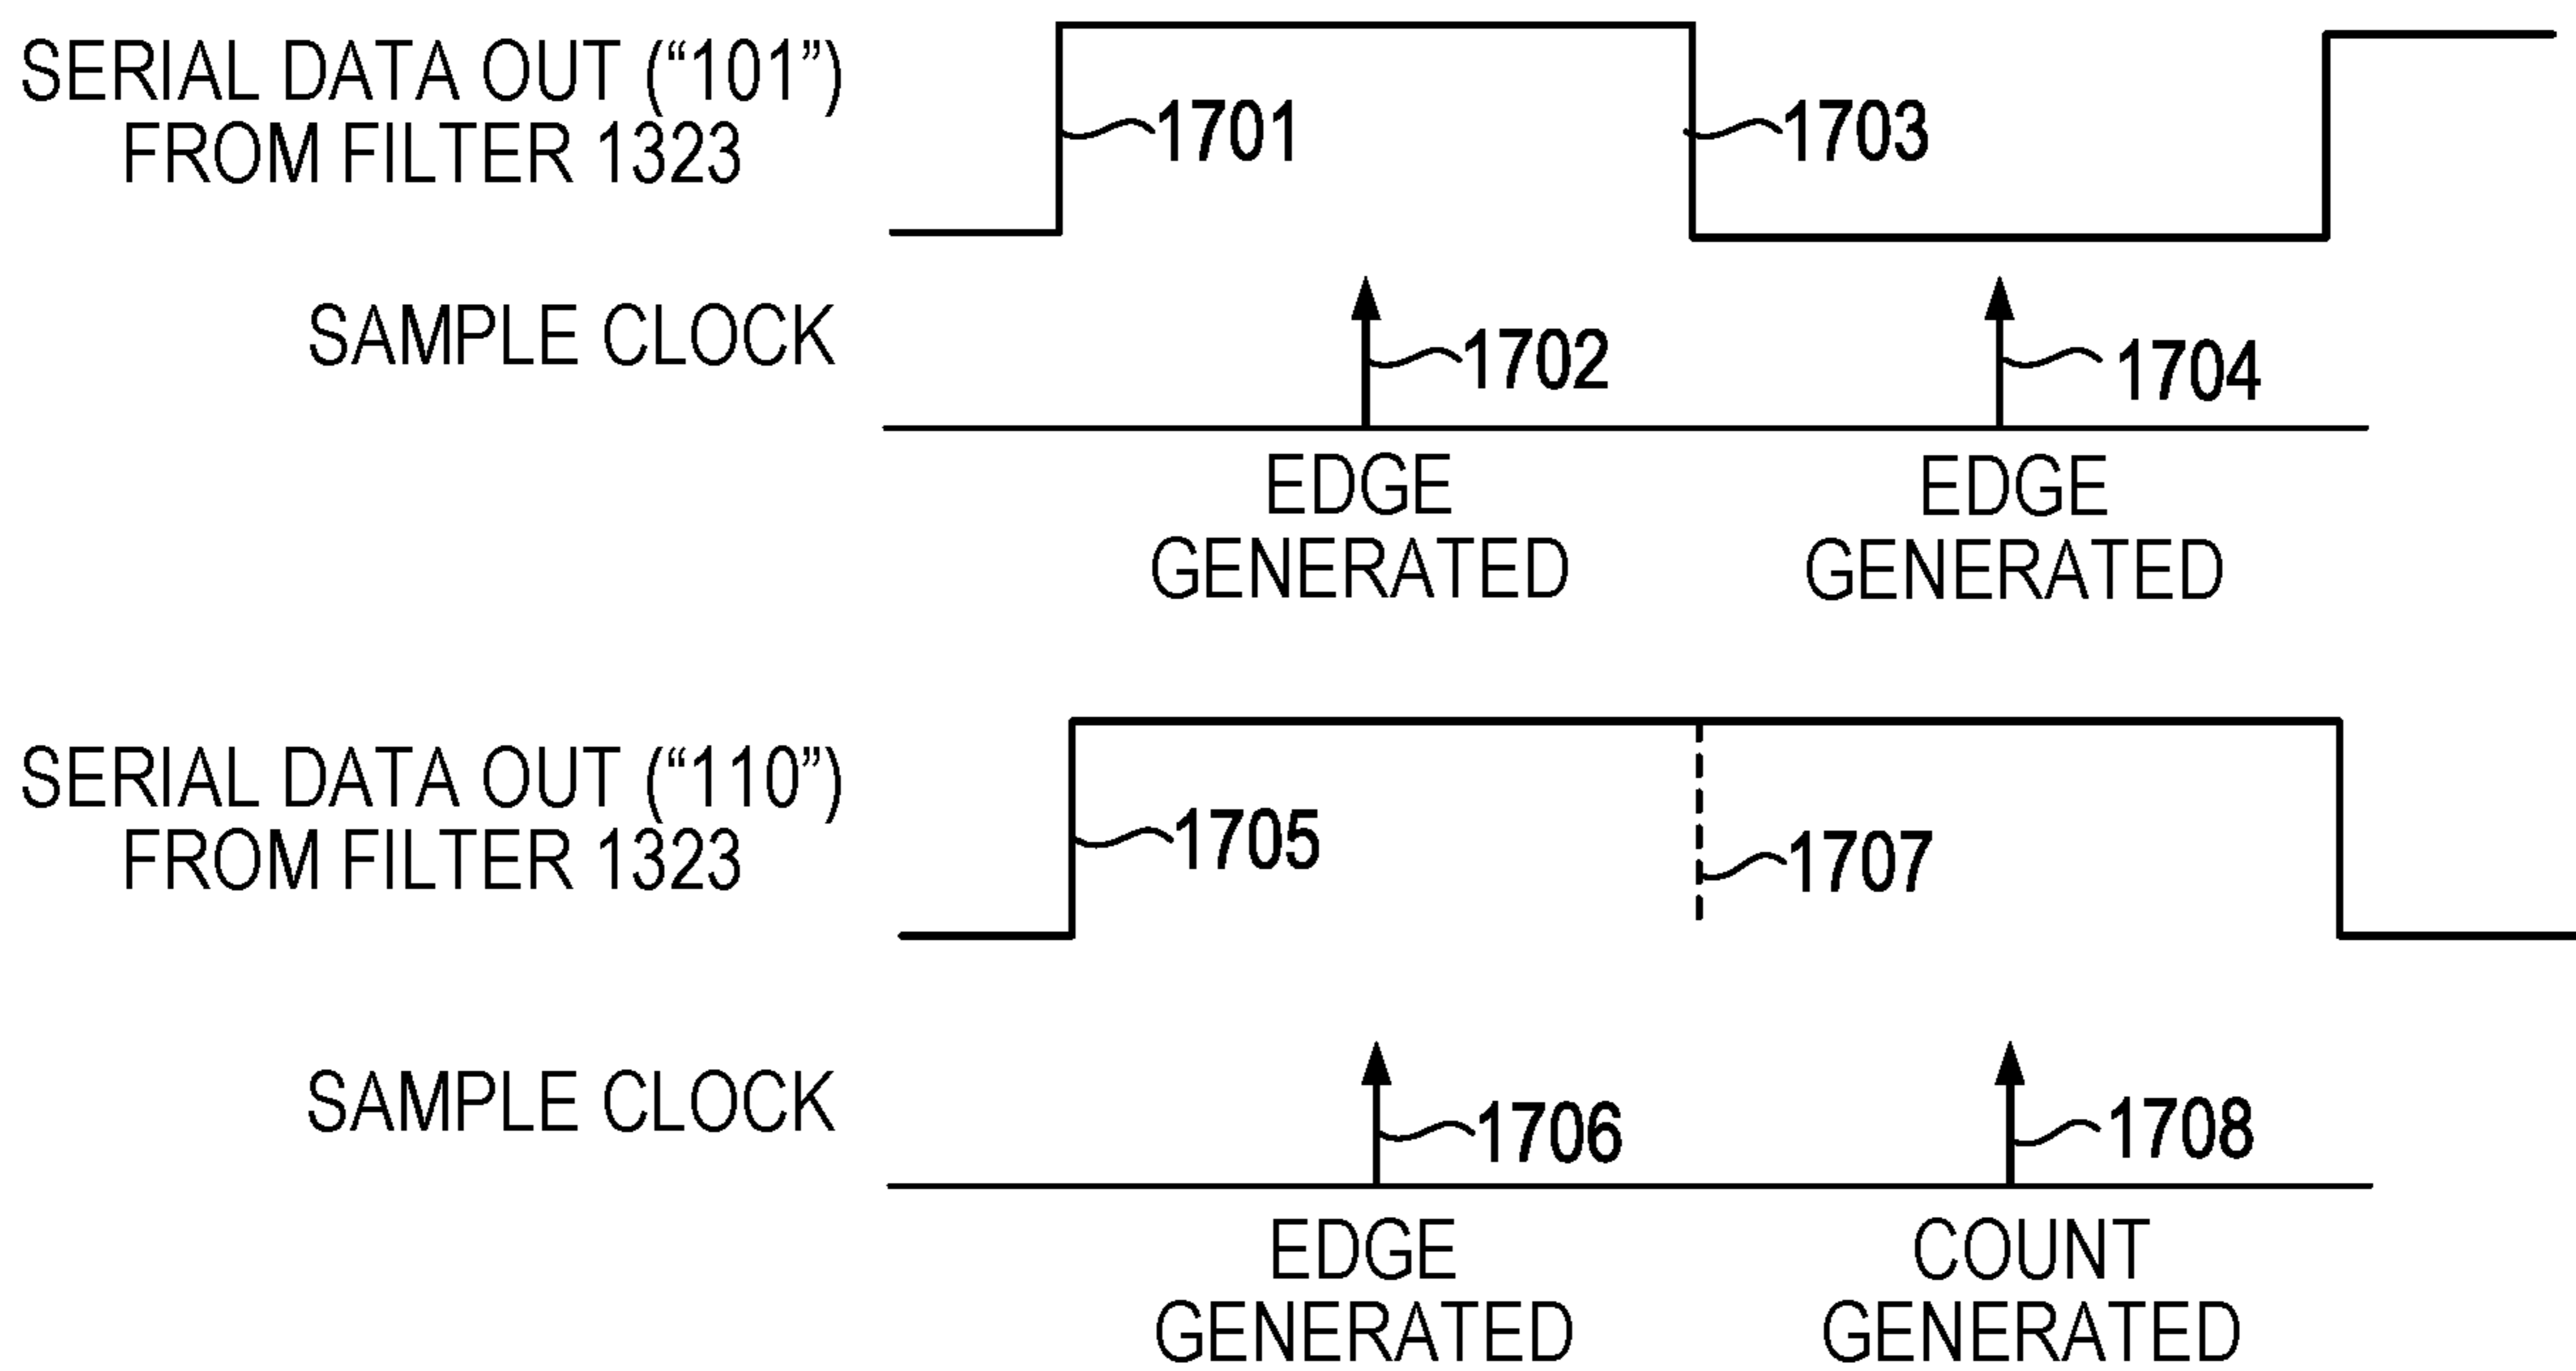 SERIAL DATA OUT (“101”)
FROM FILTER 1323
1701
1703
SAMPLE CLOCK
1702
1704
EDGE
GENERATED
EDGE
GENERATED
SERIAL DATA OUT (“110”)
FROM FILTER 1323
1705
1707
SAMPLE CLOCK
1706
1708
EDGE
GENERATED
COUNT
GENERATED